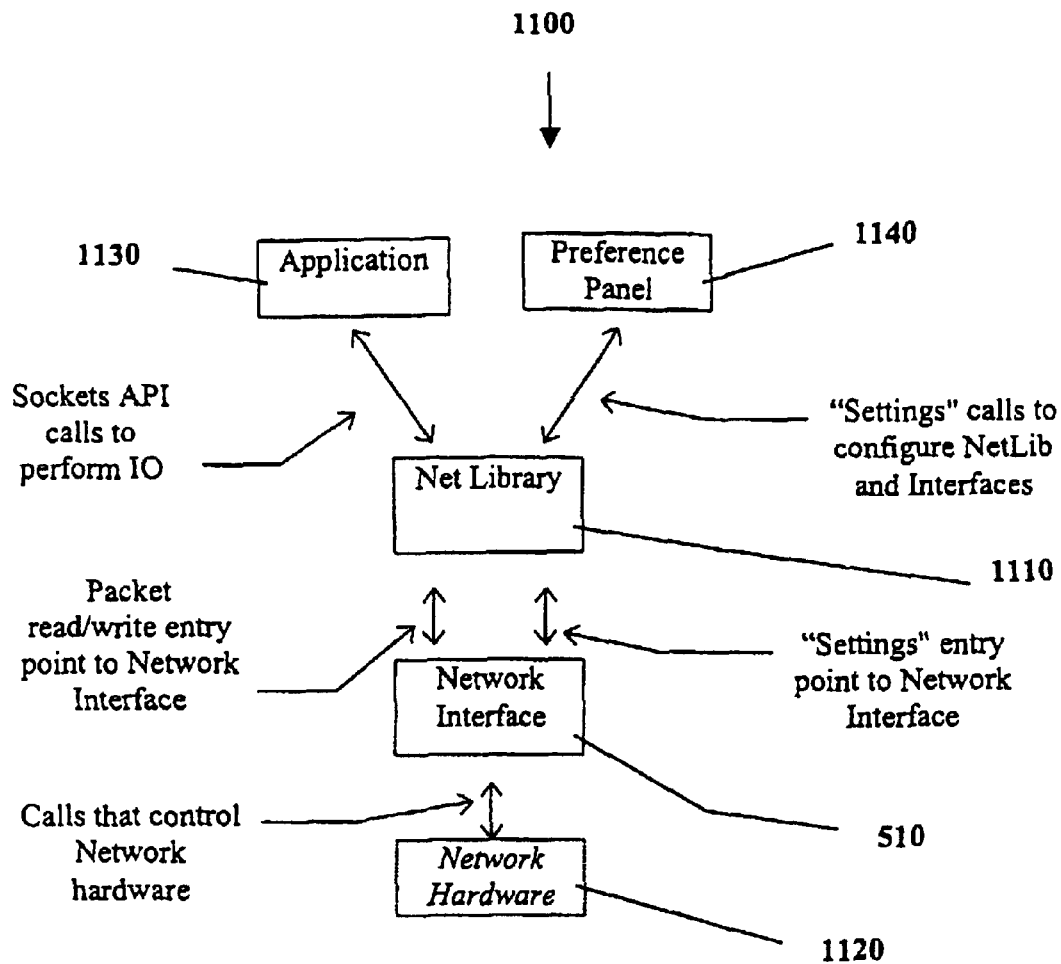 1100
1130
Application
Preference
Panel
1140
Sockets API
calls to
perform IO
“Settings" calls to
configure NetLib
and Interfaces
Net Library
1110
Packet
read/write entry
point to Network
Interface
“Settings" entry
point to Network
Interface
Network
Interface
510
Calls that control
Network
hardware
Network
Hardware
1120